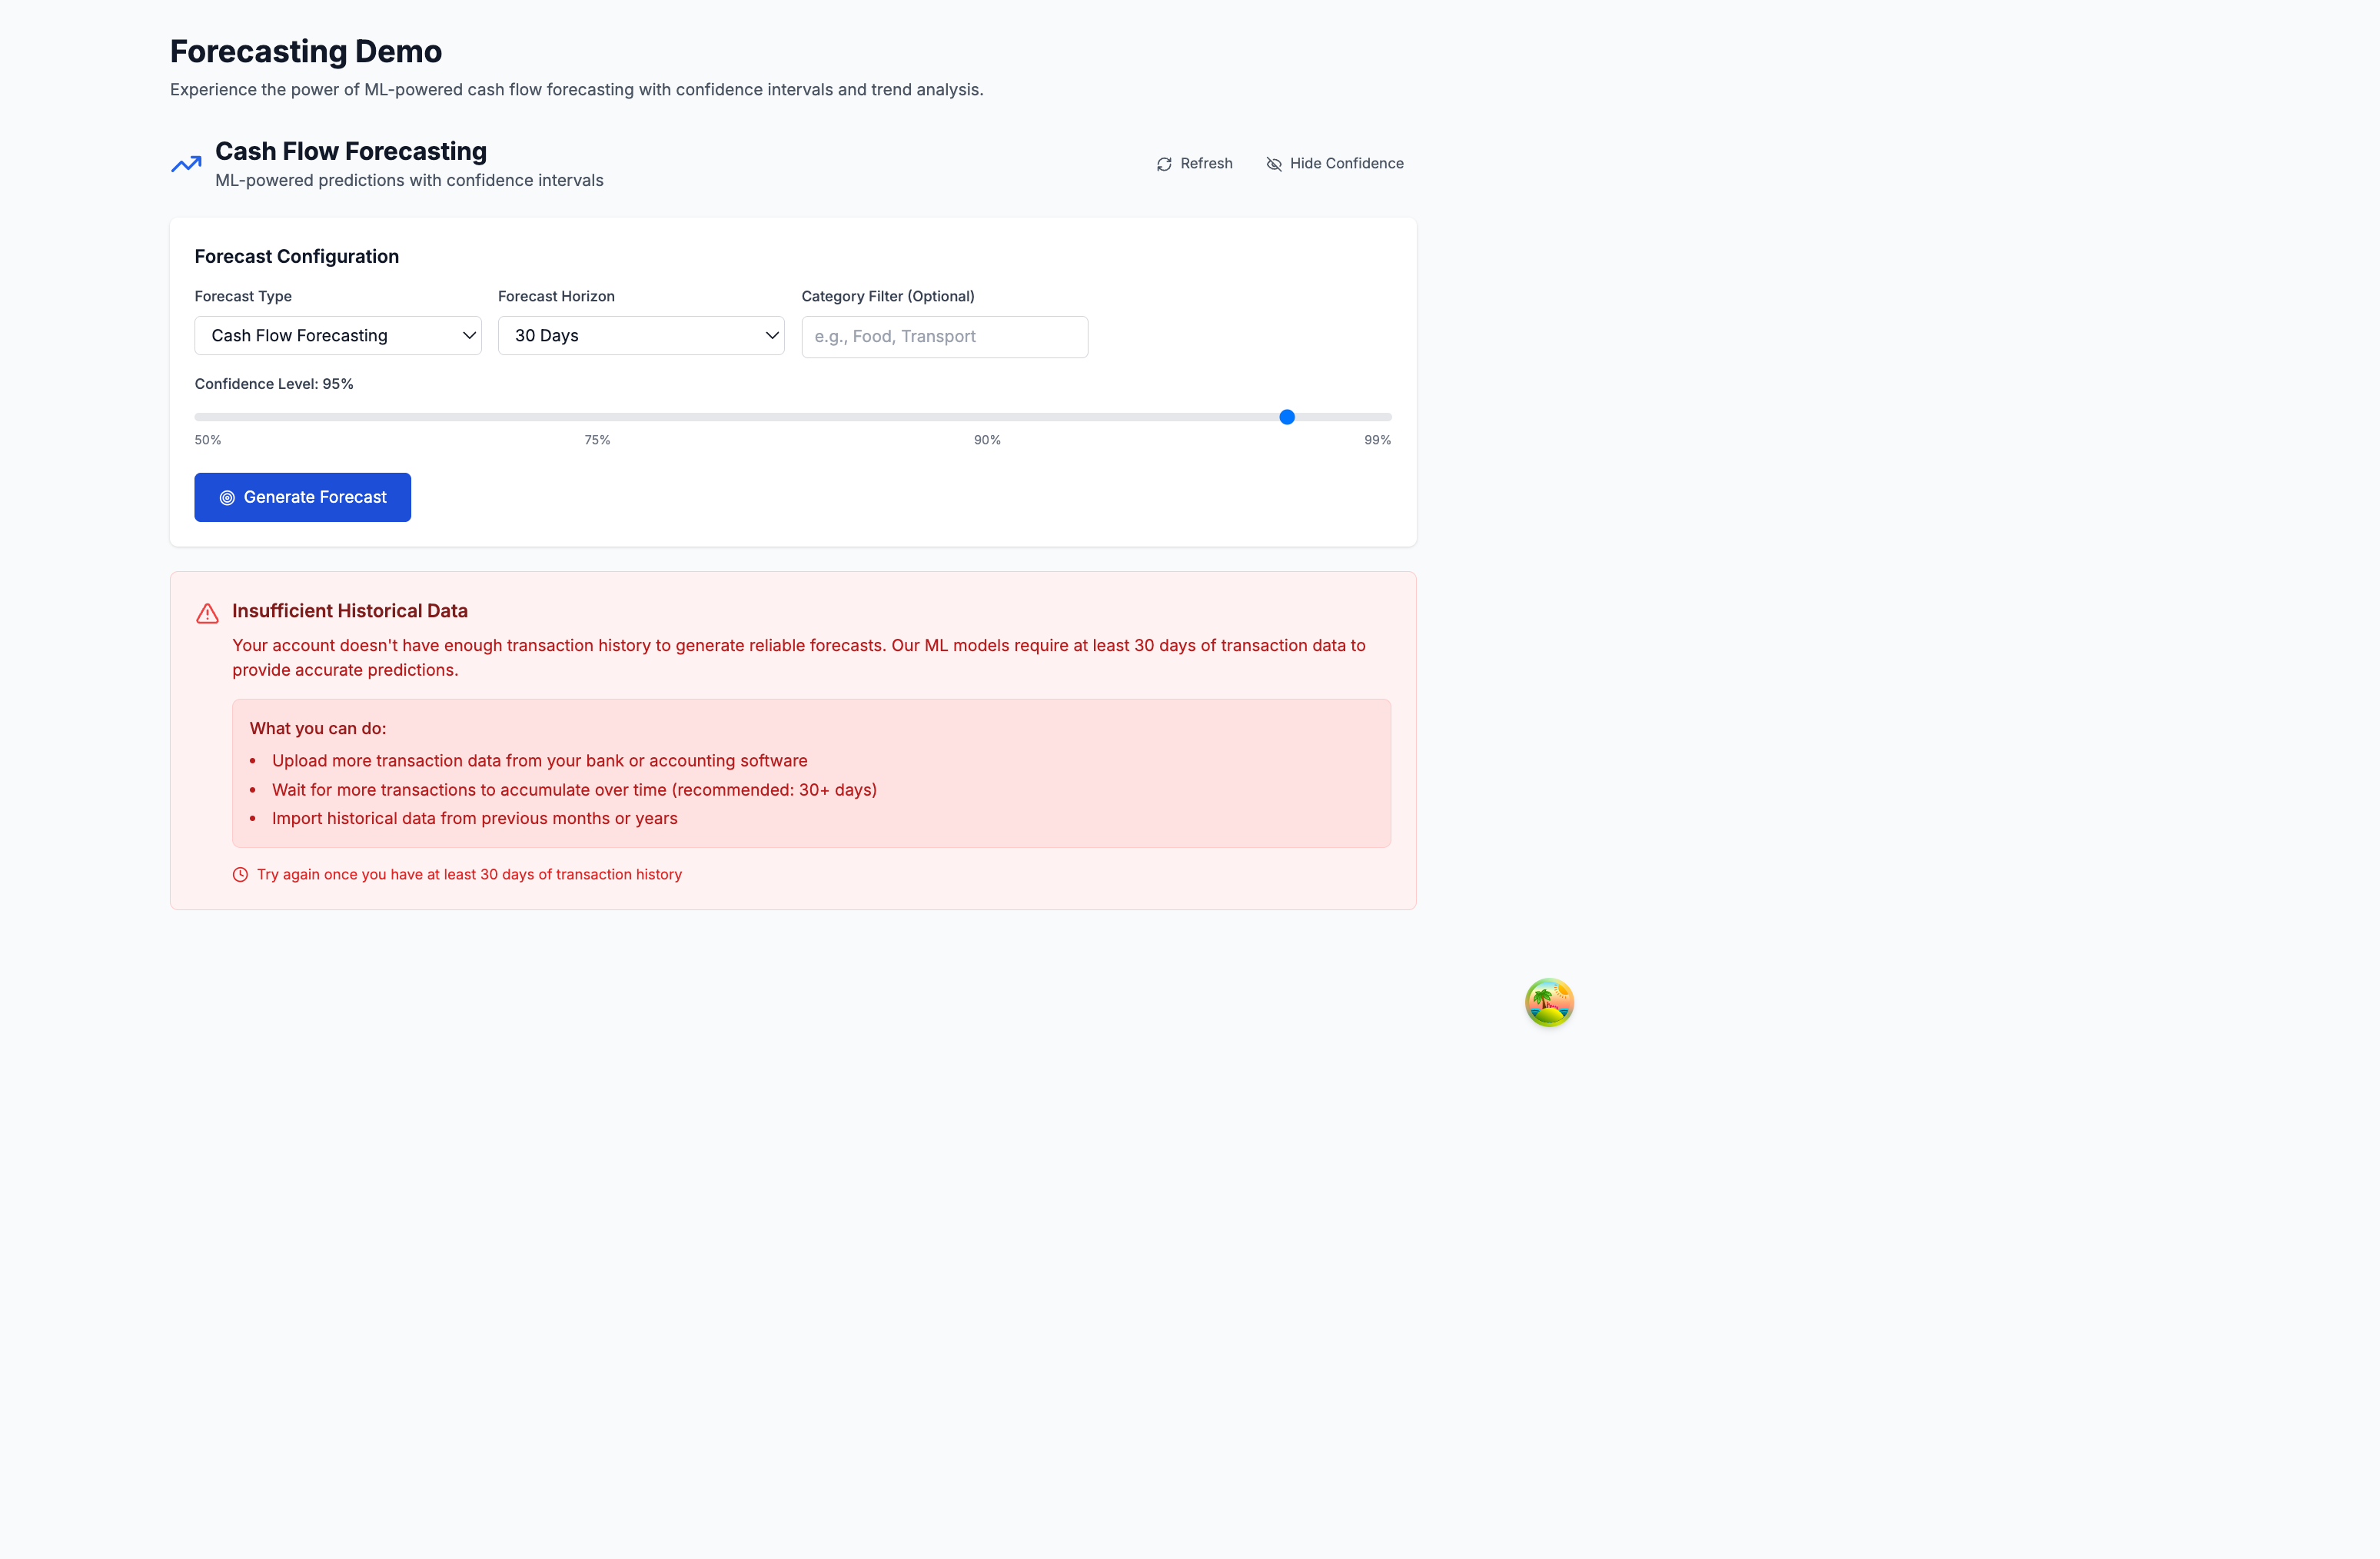 Forecasting Demo
Experience the power of ML-powered cash flow forecasting with confidence intervals and trend analysis.
Cash Flow Forecasting
ML-powered predictions with confidence intervals
Refresh
Hide Confidence
Forecast Configuration
Forecast Type
Forecast Horizon
Category Filter (Optional)
Cash Flow Forecasting
30 Days
e.g., Food, Transport
Confidence Level: 95%
50%
75%
90%
99%
Generate Forecast
Insufficient Historical Data
Your account doesn't have enough transaction history to generate reliable forecasts. Our ML models require at least 30 days of transaction data to
provide accurate predictions.
What you can do:
• Upload more transaction data from your bank or accounting software
• Wait for more transactions to accumulate over time (recommended: 30+ days)
• Import historical data from previous months or years
Try again once you have at least 30 days of transaction history